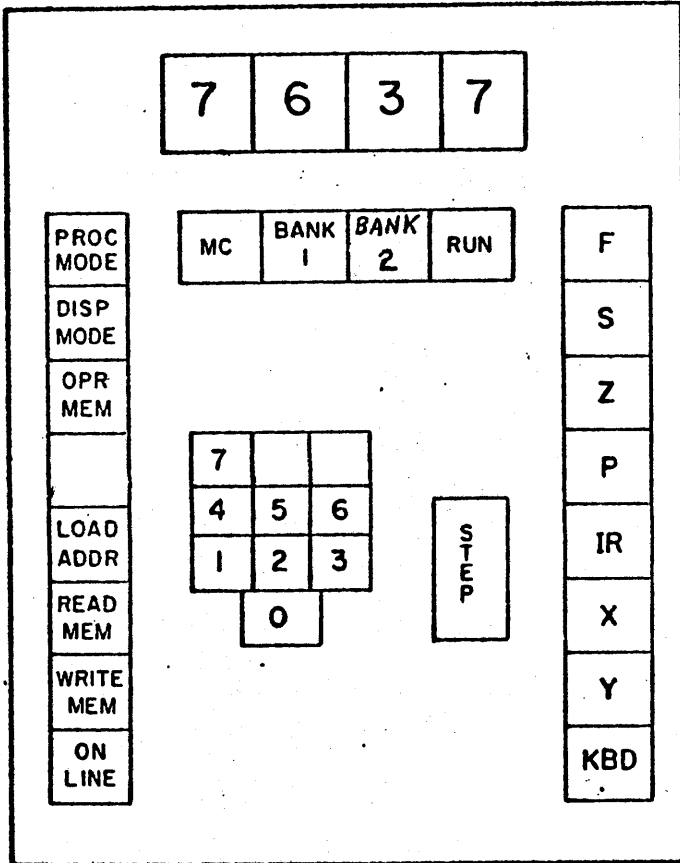 7 6 3 7
MC
BANK 1
BANK 2
RUN
PROC MODE
DISP MODE
OPR MEM
LOAD ADDR
READ MEM
WRITE MEM
ON LINE
7
4 5 6
1 2 3
0
STEP
F
S
Z
P
IR
X
Y
KBD